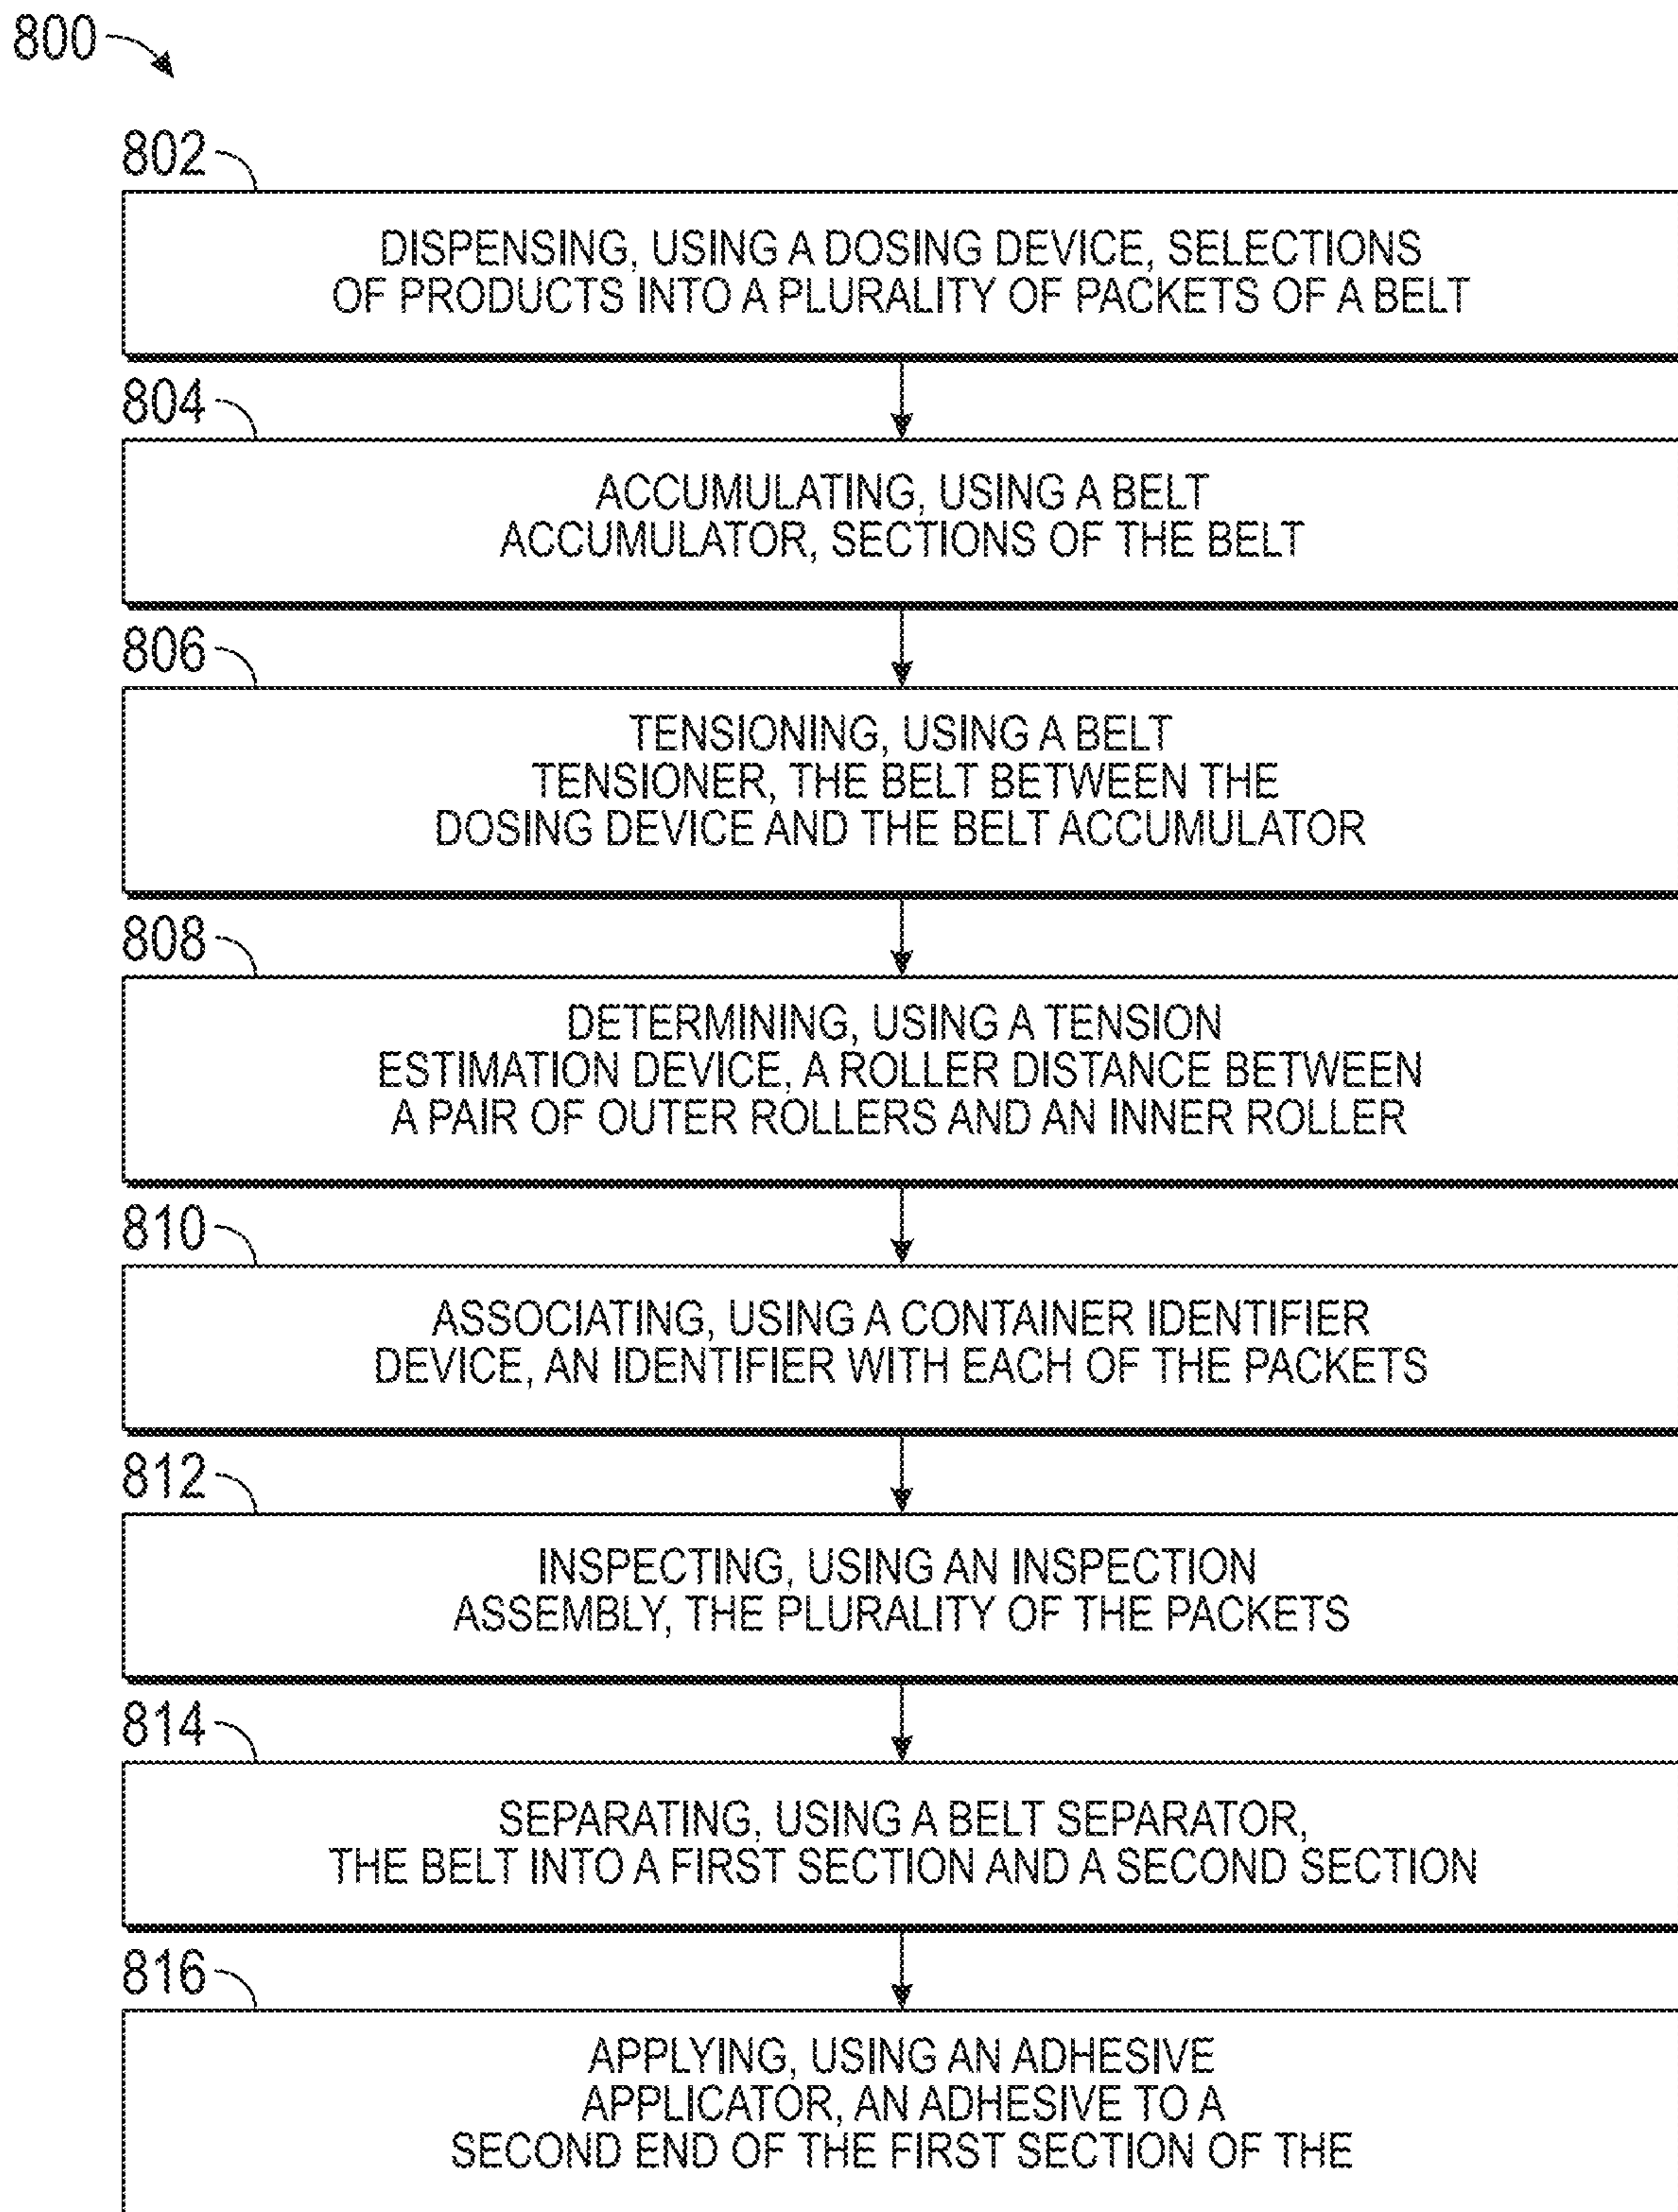 800
802
DISPENSING, USING A DOSING DEVICE, SELECTIONS
OF PRODUCTS INTO A PLURALITY OF PACKETS OF A BELT
804
ACCUMULATING, USING A BELT
ACCUMULATOR, SECTIONS OF THE BELT
806
TENSIONING, USING A BELT
TENSIONER, THE BELT BETWEEN THE
DOSING DEVICE AND THE BELT ACCUMULATOR
808
DETERMINING, USING A TENSION
ESTIMATION DEVICE, A ROLLER DISTANCE BETWEEN
A PAIR OF OUTER ROLLERS AND AN INNER ROLLER
810
ASSOCIATING, USING A CONTAINER IDENTIFIER
DEVICE, AN IDENTIFIER WITH EACH OF THE PACKETS
812
INSPECTING, USING AN INSPECTION
ASSEMBLY, THE PLURALITY OF THE PACKETS
814
SEPARATING, USING A BELT SEPARATOR,
THE BELT INTO A FIRST SECTION AND A SECOND SECTION
816
APPLYING, USING AN ADHESIVE
APPLICATOR, AN ADHESIVE TO A
SECOND END OF THE FIRST SECTION OF THE